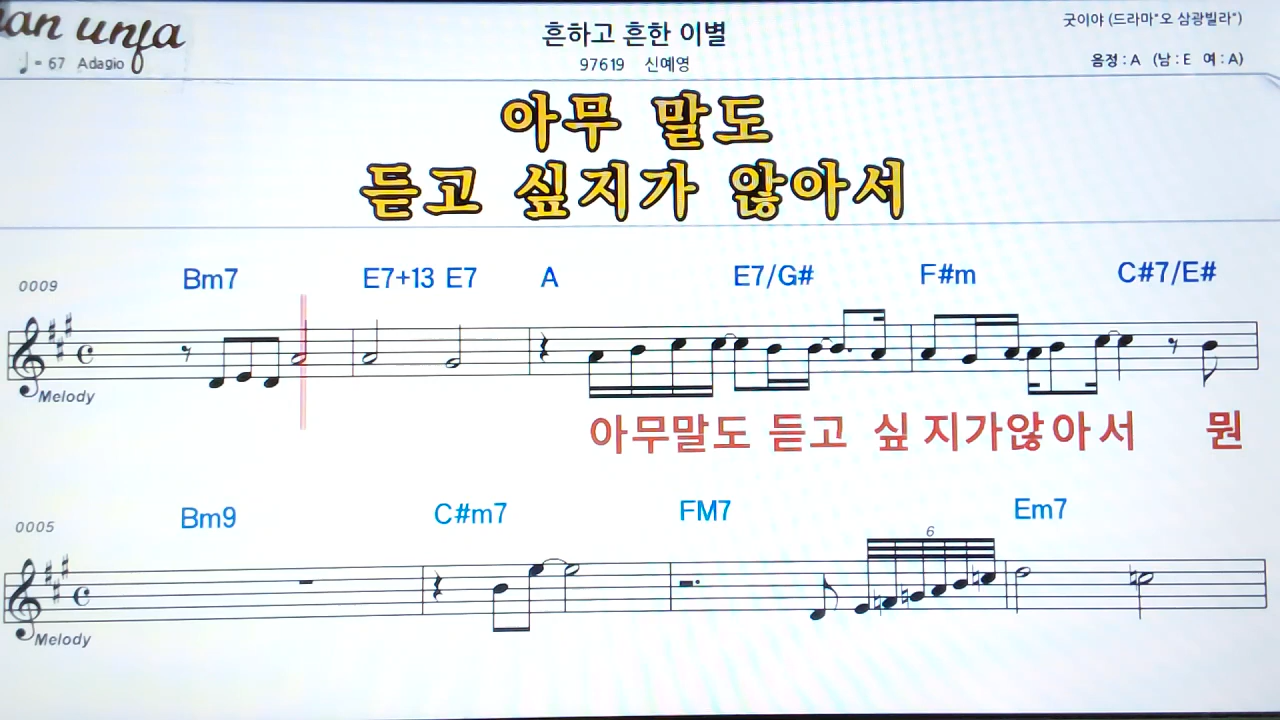 흔하고 흔한 이별
굿이야 (드라마"오 삼광빌라")
♩= 67 Adagio
97619 신예영
음정 : A (남 : E 여 : A)
아무 말도
듣고 싶지가 않아서
0009
Bm7 E7+13 E7 A E7/G# F#m C#7/E#
Melody
아무말도 듣고 싶 지가않아서 뭔
0005
Bm9 C#m7 FM7 Em7
6
Melody